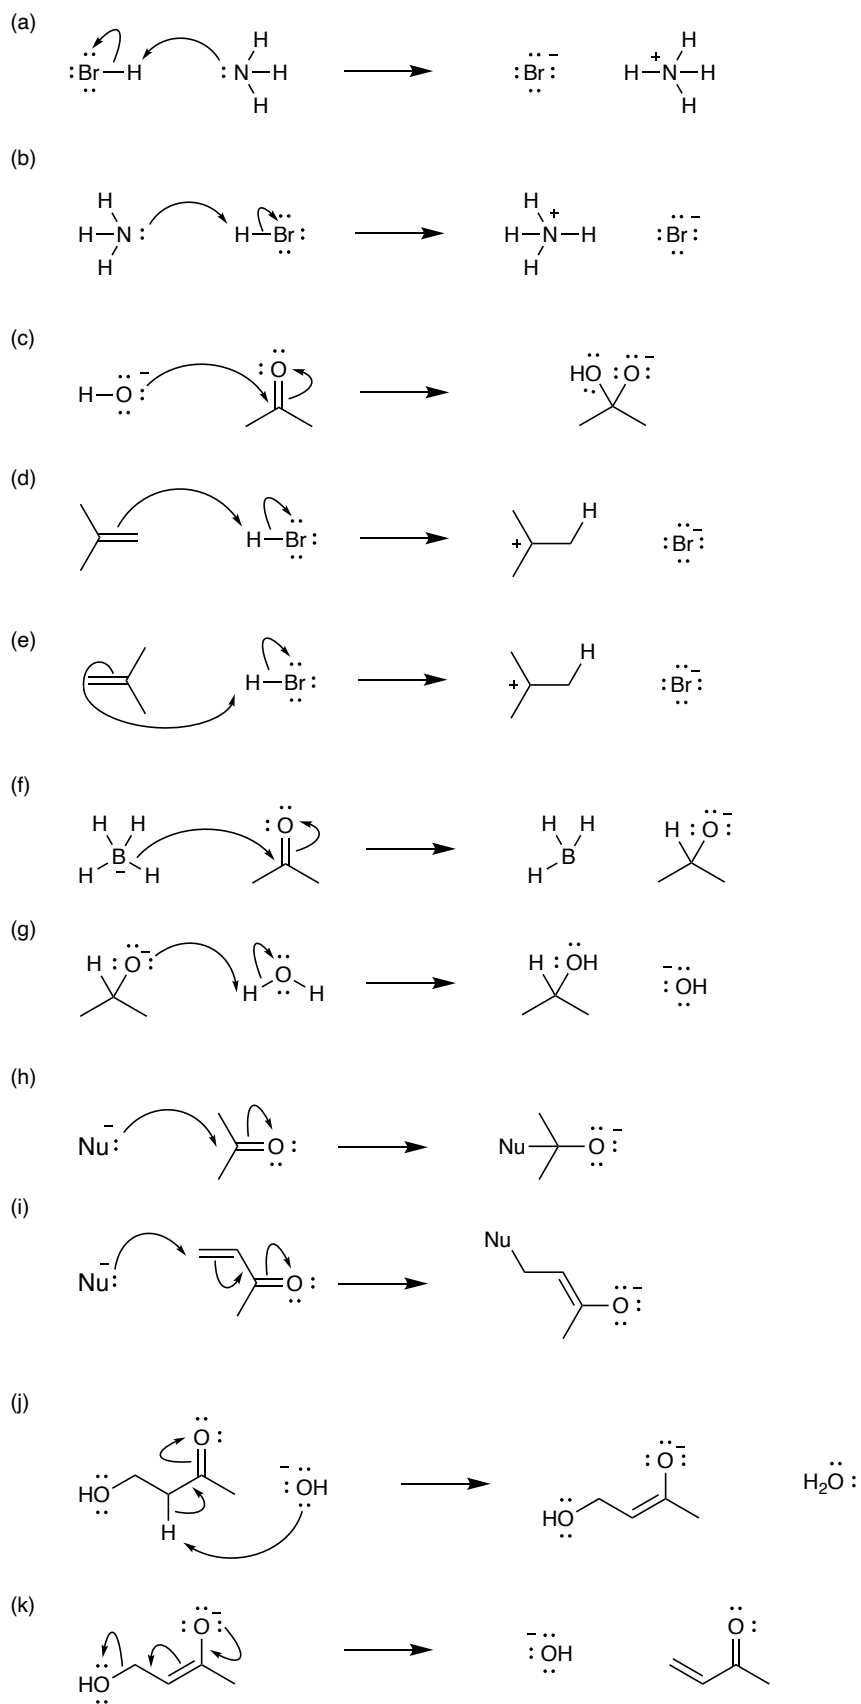 (a)
H
Br H N H Br − H N + H H
H H
(b)
H H
H N H Br H N + H Br −
H H
(c)
O
H O − HO O −
(d)
H
H Br + Br −
(e)
H
H Br + Br −
(f)
H H O H H H O −
B − B
H H H
(g)
H O − O H OH − OH
H H
(h)
Nu − O Nu O −
(i)
Nu
Nu − O O −
(j)
O O −
HO − OH H2O
H HO
(k)
O − O
− OH
HO